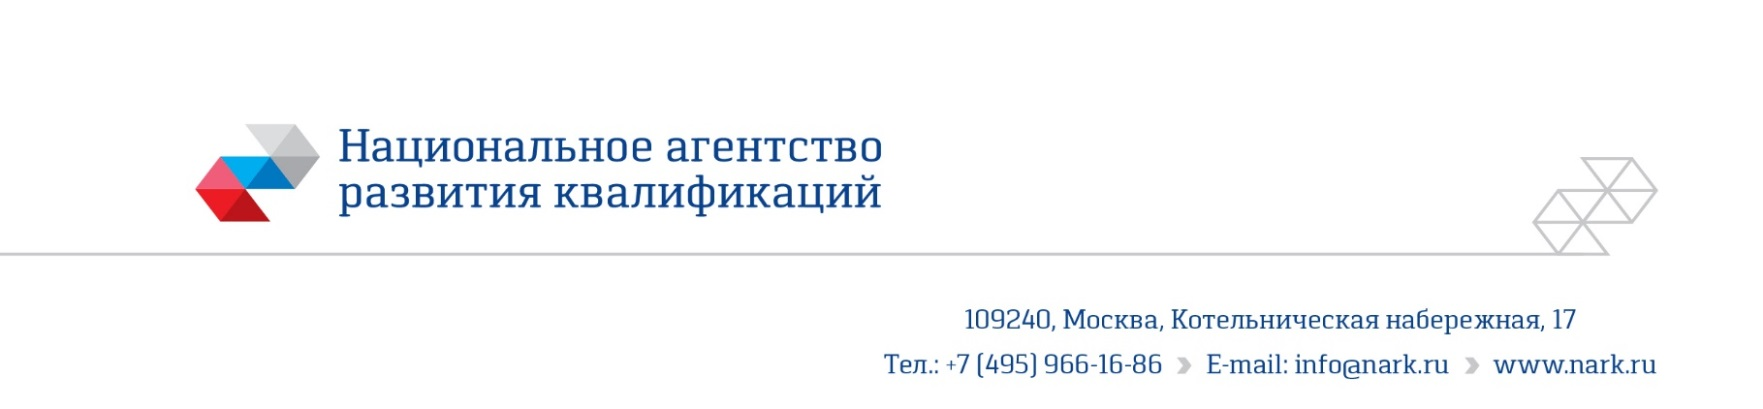 Национальное агентство
развития квалификаций
109240, Москва, Котельническая набережная, 17
Тел.: +7 (495) 966-16-86 › E-mail: info@nark.ru › www.nark.ru